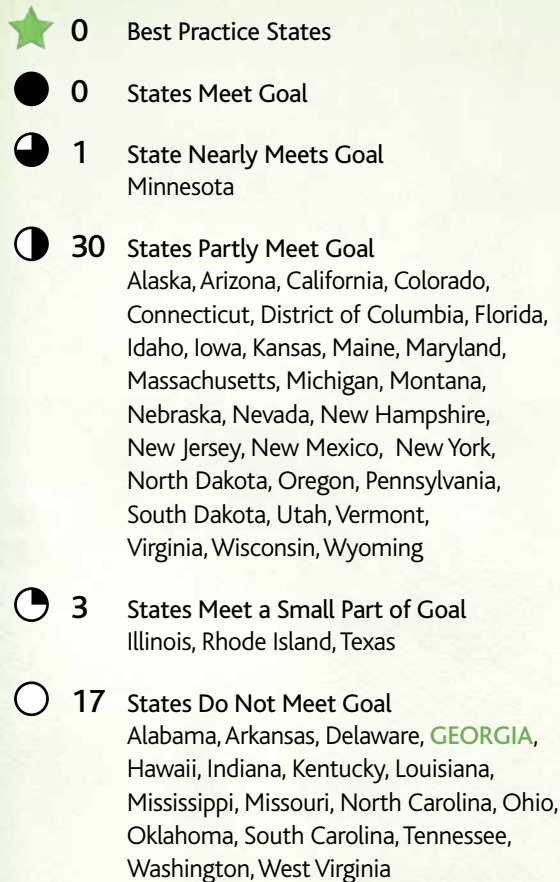 0 Best Practice States
0 States Meet Goal
1 State Nearly Meets Goal
Minnesota
30 States Partly Meet Goal
Alaska, Arizona, California, Colorado,
Connecticut, District of Columbia, Florida,
Idaho, Iowa, Kansas, Maine, Maryland,
Massachusetts, Michigan, Montana,
Nebraska, Nevada, New Hampshire,
New Jersey, New Mexico, New York,
North Dakota, Oregon, Pennsylvania,
South Dakota, Utah, Vermont,
Virginia, Wisconsin, Wyoming
3 States Meet a Small Part of Goal
Illinois, Rhode Island, Texas
17 States Do Not Meet Goal
Alabama, Arkansas, Delaware, GEORGIA,
Hawaii, Indiana, Kentucky, Louisiana,
Mississippi, Missouri, North Carolina, Ohio,
Oklahoma, South Carolina, Tennessee,
Washington, West Virginia